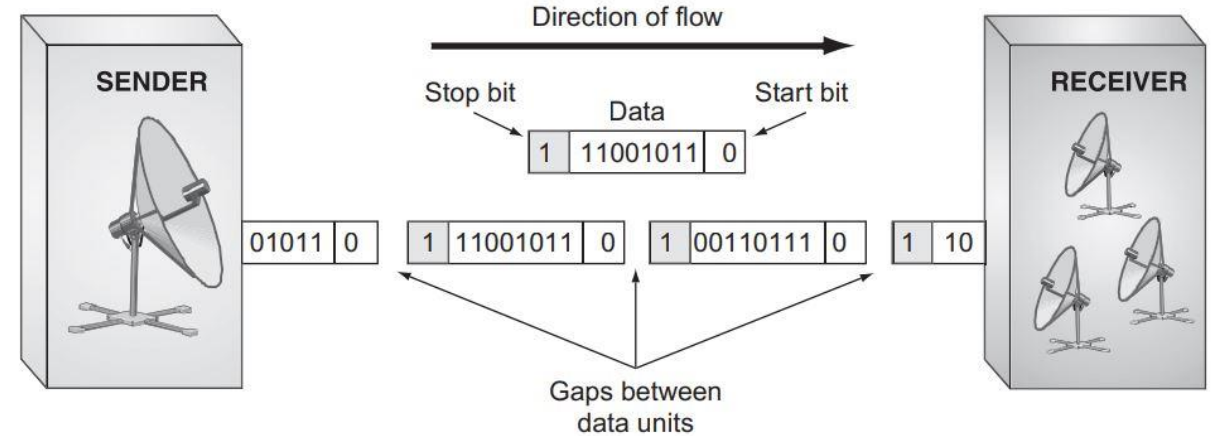 Direction of flow
SENDER
RECEIVER
Stop bit
Data
Start bit
1 11001011 0
01011 0
1 11001011 0
1 00110111 0
1 10
Gaps between
data units